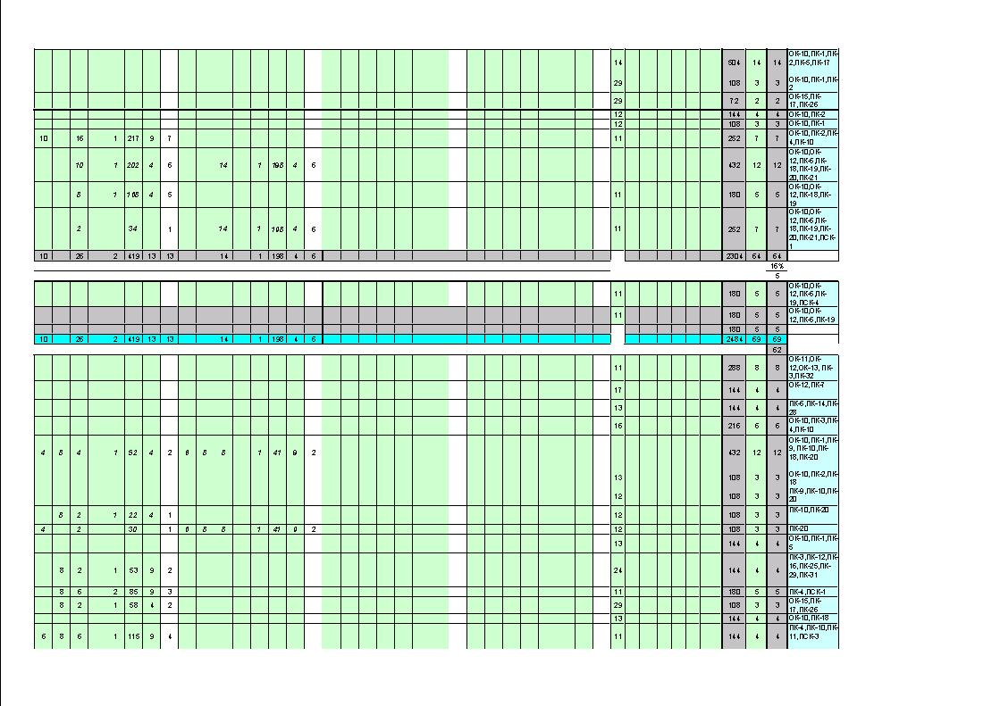 14 504 14 14 ОК-10,ПК-1,ПК-
2,ПК-5,ПК-17
29 108 3 3 ОК-10,ПК-1,ПК-
2
29 72 2 2 ОК-15,ПК-
17,ПК-26
12 144 4 4 ОК-10,ПК-2
12 108 3 3 ОК-10,ПК-1
10 16 1 217 9 7 11 252 7 7 ОК-10,ПК-2,ПК-
4,ПК-10
10 1 202 4 6 14 1 198 4 6 432 12 12 ОК-10,ОК-
12,ПК-6,ПК-
18,ПК-19,ПК-
20,ПК-21
8 1 168 4 5 11 180 5 5 ОК-10,ОК-
12,ПК-18,ПК-
19
2 34 1 14 1 198 4 6 11 252 7 7 ОК-10,ОК-
12,ПК-6,ПК-
18,ПК-19,ПК-
20,ПК-21,ПСК-
1
10 26 2 419 13 13 14 1 198 4 6 2304 64 64
16%
5
11 180 5 5 ОК-10,ОК-
12,ПК-6,ПК-
19,ПСК-4
11 180 5 5 ОК-10,ОК-
12,ПК-6,ПК-19
180 5 5
10 26 2 419 13 13 14 1 198 4 6 2484 69 69
62
11 288 8 8 ОК-11,ОК-
12,ОК-13, ПК-
3,ПК-32
17 144 4 4 ОК-12,ПК-7
13 144 4 4 ПК-6,ПК-14,ПК-
28
16 216 6 6 ОК-10,ПК-3,ПК-
4,ПК-10
4 8 4 1 52 4 2 6 8 8 1 41 9 2 432 12 12 ОК-10,ПК-1,ПК-
9, ПК-10,ПК-
18,ПК-20
13 108 3 3 ОК-10,ПК-2,ПК-
18
12 108 3 3 ПК-9,ПК-10,ПК-
20
8 2 1 22 4 1 12 108 3 3 ПК-10,ПК-20
4 2 30 1 6 8 8 1 41 9 2 12 108 3 3 ПК-20
13 144 4 4 ОК-10,ПК-1,ПК-
5
8 2 1 53 9 2 24 144 4 4 ПК-3,ПК-12,ПК-
16,ПК-25,ПК-
29,ПК-31
8 6 2 85 9 3 11 180 5 5 ПК-4,ПСК-1
8 2 1 58 4 2 29 108 3 3 ОК-15,ПК-
17,ПК-26
13 144 4 4 ОК-10,ПК-18
6 8 6 1 115 9 4 11 144 4 4 ПК-4,ПК-10,ПК-
11,ПСК-3